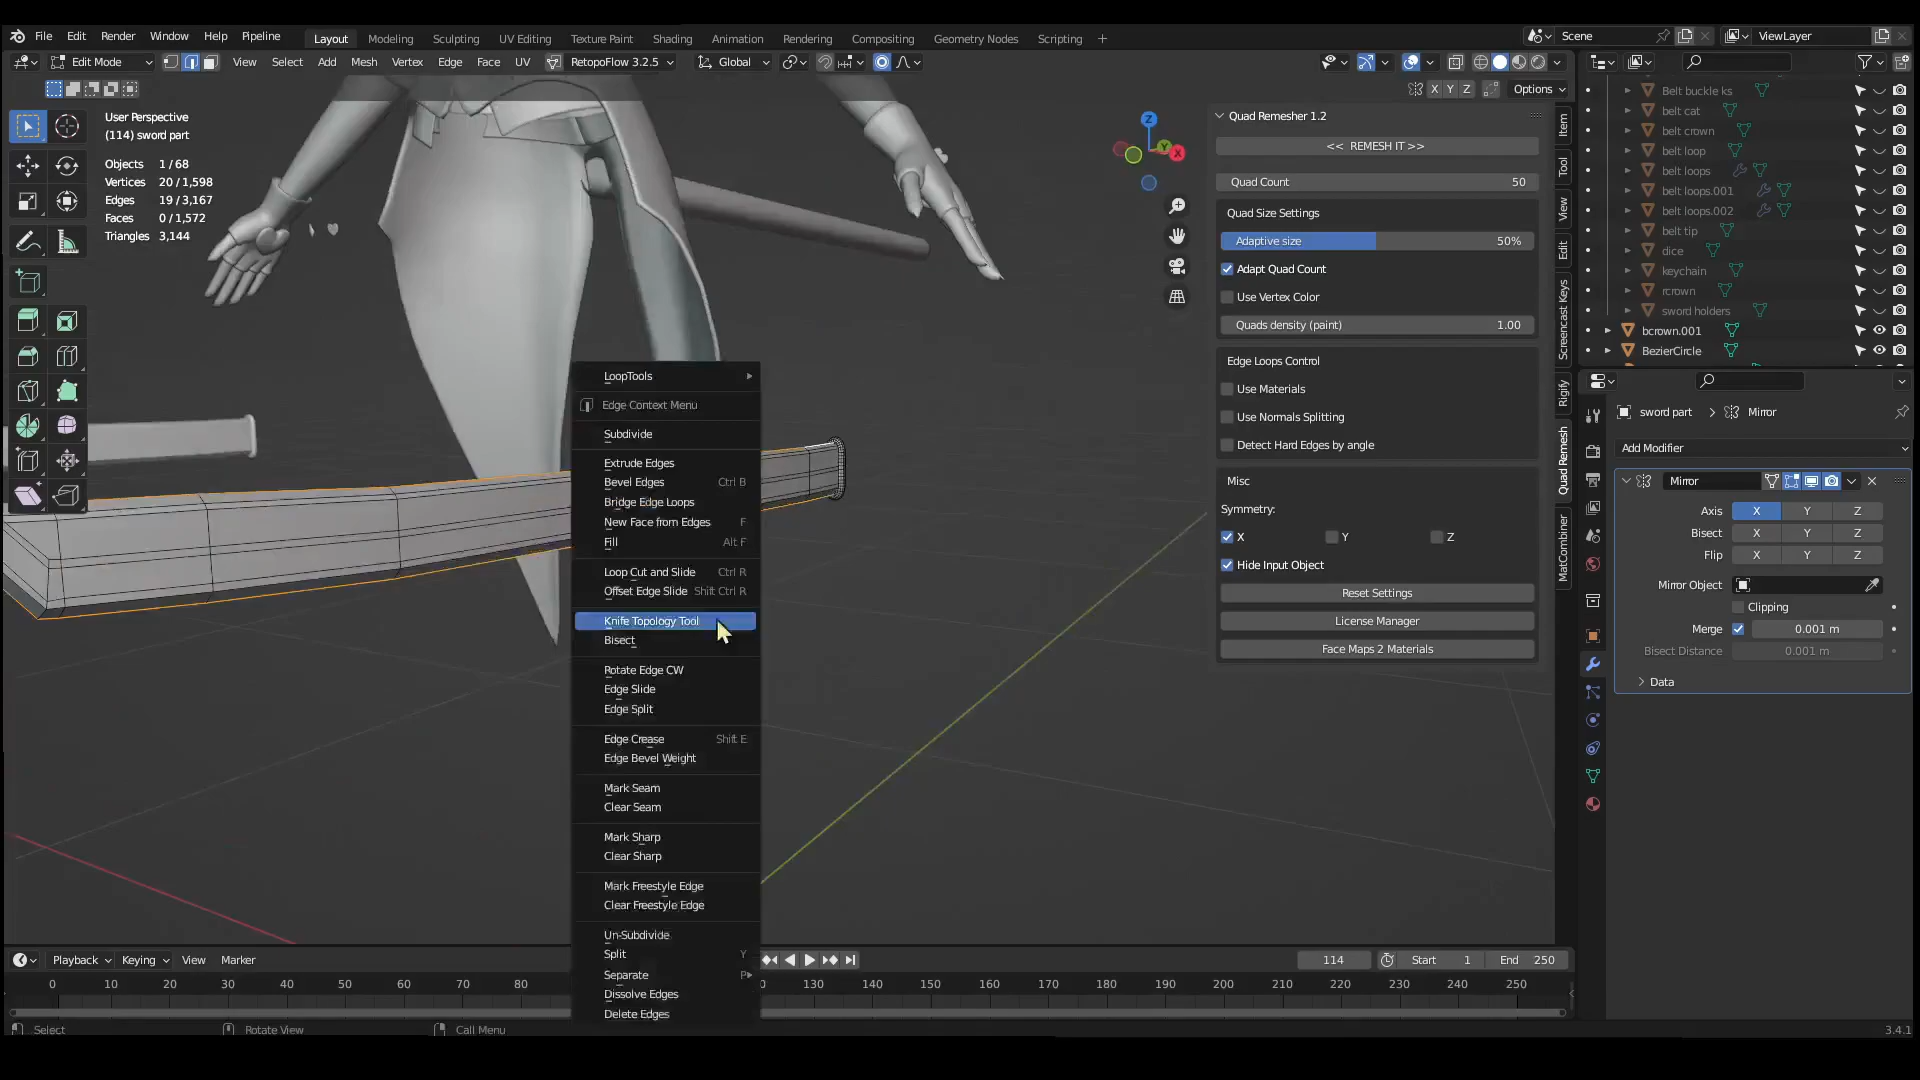 File Edit Render Window Help Pipeline Layout Modeling Sculpting UV Editing Texture Paint Shading Animation Rendering Compositing Geometry Nodes Scripting + Scene ViewLayer
Edit Mode View Select Add Mesh Vertex Edge Face UV RetopoFlow 3.2.5 Global
X Y Z Options
User Perspective
(114) sword part
Objects 1 / 68
Vertices 20 / 1,598
Edges 19 / 3,167
Faces 0 / 1,572
Triangles 3,144
Z
Y
X
LoopTools
Edge Context Menu
Subdivide
Extrude Edges
Bevel Edges Ctrl B
Bridge Edge Loops
New Face from Edges F
Fill Alt F
Loop Cut and Slide Ctrl R
Offset Edge Slide Shift Ctrl R
Knife Topology Tool
Bisect
Rotate Edge CW
Edge Slide
Edge Split
Edge Crease Shift E
Edge Bevel Weight
Mark Seam
Clear Seam
Mark Sharp
Clear Sharp
Mark Freestyle Edge
Clear Freestyle Edge
Un-Subdivide
Split Y
Separate P
Dissolve Edges
Delete Edges
Quad Remesher 1.2
<< REMESH IT >>
Quad Count 50
Quad Size Settings
Adaptive size 50%
Adapt Quad Count
Use Vertex Color
Quads density (paint) 1.00
Edge Loops Control
Use Materials
Use Normals Splitting
Detect Hard Edges by angle
Misc
Symmetry:
X Y Z
Hide Input Object
Reset Settings
License Manager
Face Maps 2 Materials
Item
Tool
View
Edit
Screencast Keys
Rigify
Quad Remesh
MatCombiner
Belt buckle ks
belt cat
belt crown
belt loop
belt loops
belt loops.001
belt loops.002
belt tip
dice
keychain
rcrown
sword holders
bcrown.001
BezierCircle
sword part > Mirror
Add Modifier
Mirror
Axis X Y Z
Bisect X Y Z
Flip X Y Z
Mirror Object
Clipping
Merge 0.001 m
Bisect Distance 0.001 m
Data
Playback Keying View Marker 114 Start 1 End 250
0 10 20 30 40 50 60 70 80 0 130 140 150 160 170 180 190 200 210 220 230 240 250
Select Rotate View Call Menu 3.4.1